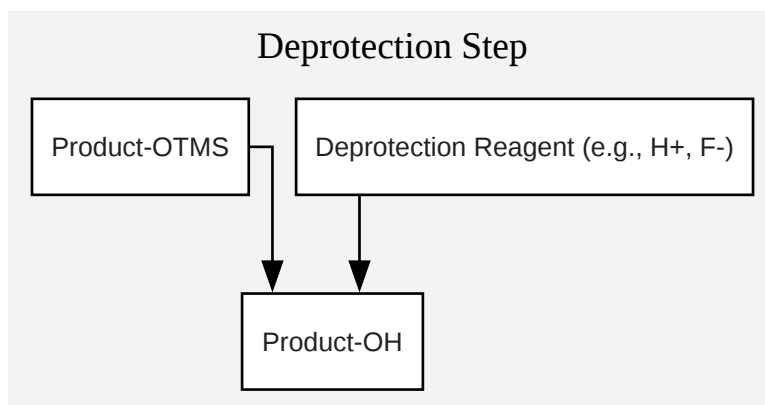 Deprotection Step
Product-OTMS
Deprotection Reagent (e.g., H+, F-)
Product-OH